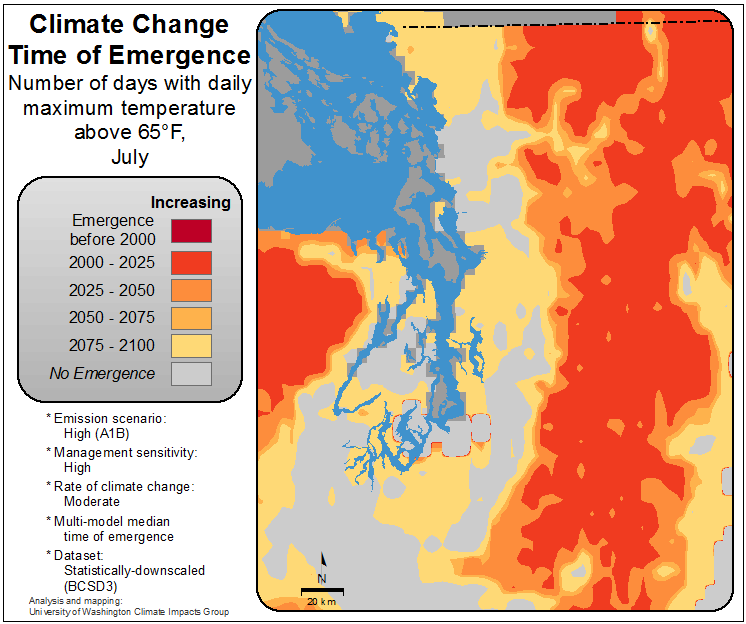 Climate Change
Time of Emergence
Number of days with daily
maximum temperature
above 65°F,
July
Increasing
Emergence
before 2000
2000 - 2025
2025 - 2050
2050 - 2075
2075 - 2100
No Emergence
* Emission scenario:
High (A1B)
* Management sensitivity:
High
* Rate of climate change:
Moderate
* Multi-model median
time of emergence
* Dataset:
Statistically-downscaled
(BCSD3)
Analysis and mapping:
University of Washington Climate Impacts Group
N
20 km